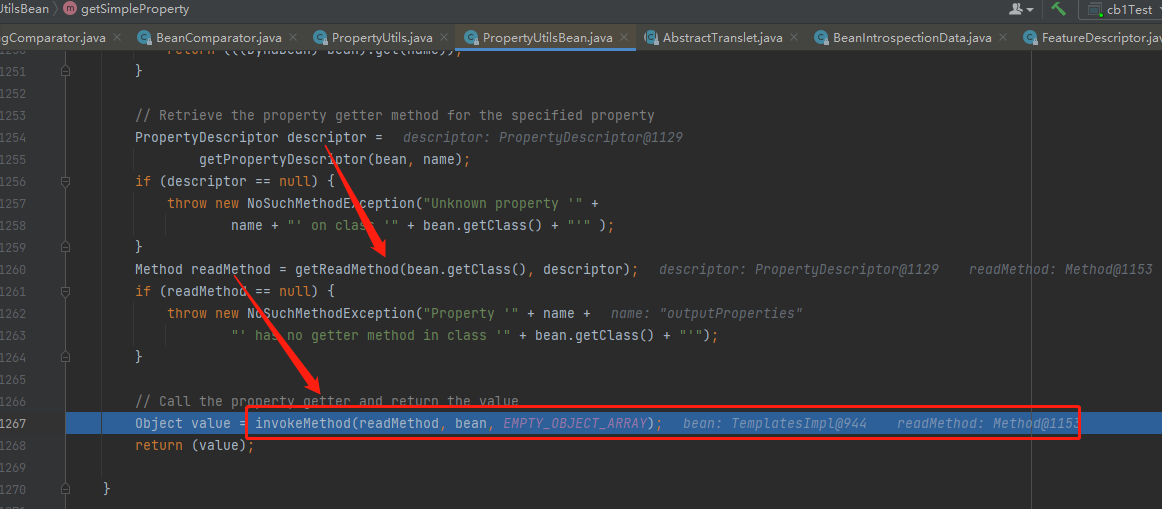 UtilsBean › m getSimpleProperty cb1Test
ngComparator.java × BeanComparator.java × PropertyUtils.java × PropertyUtilsBean.java × AbstractTranslet.java × BeanIntrospectionData.java × FeatureDescriptor.jav
1250 return (((DynaBean) bean).get(name));
1251 }
1252
1253 // Retrieve the property getter method for the specified property
1254 PropertyDescriptor descriptor = descriptor: PropertyDescriptor@1129
1255 getPropertyDescriptor(bean, name);
1256 if (descriptor == null) {
1257 throw new NoSuchMethodException("Unknown property '" +
1258 name + "' on class '" + bean.getClass() + "'" );
1259 }
1260 Method readMethod = getReadMethod(bean.getClass(), descriptor); descriptor: PropertyDescriptor@1129 readMethod: Method@1153
1261 if (readMethod == null) {
1262 throw new NoSuchMethodException("Property '" + name + name: "outputProperties"
1263 "' has no getter method in class '" + bean.getClass() + "'");
1264 }
1265
1266 // Call the property getter and return the value
1267 Object value = invokeMethod(readMethod, bean, EMPTY_OBJECT_ARRAY); bean: TemplatesImpl@944 readMethod: Method@1153
1268 return (value);
1269
1270 }